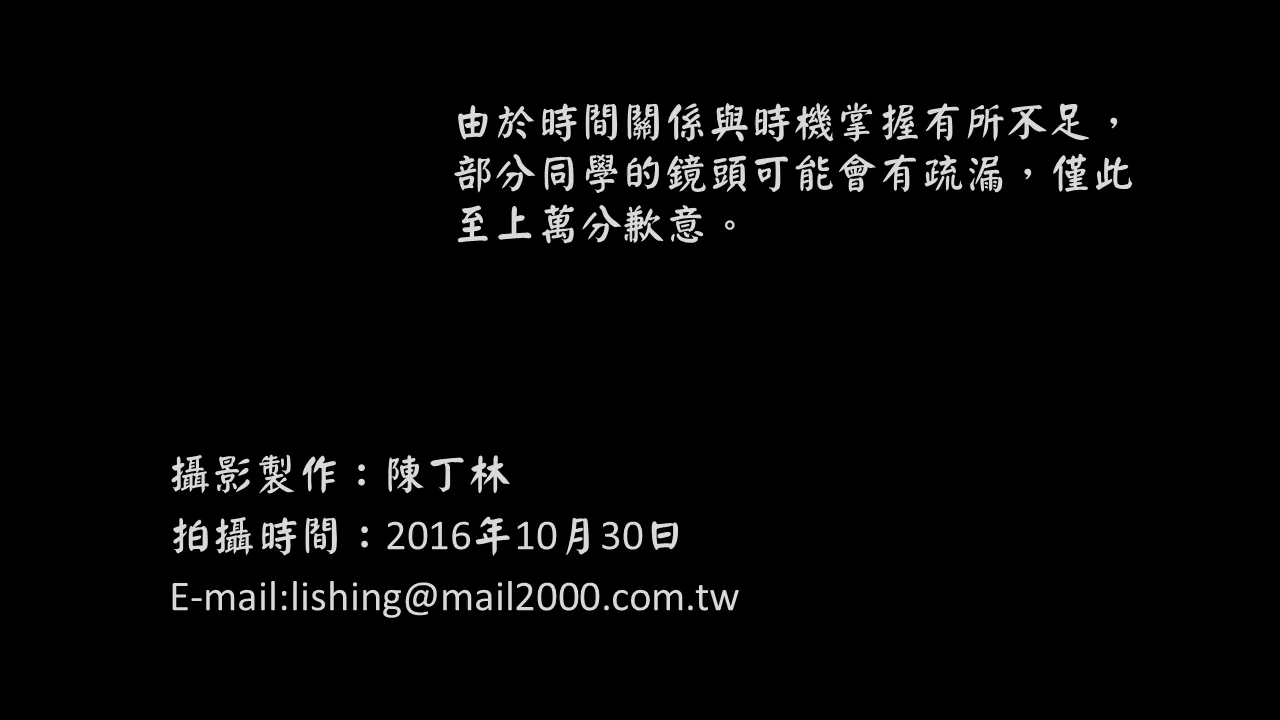 由於時間關係與時機掌握有所不足，
部分同學的鏡頭可能會有疏漏，僅此
至上萬分歉意。
攝影製作：陳丁林
拍攝時間：2016年10月30日
E-mail:lishing@mail2000.com.tw